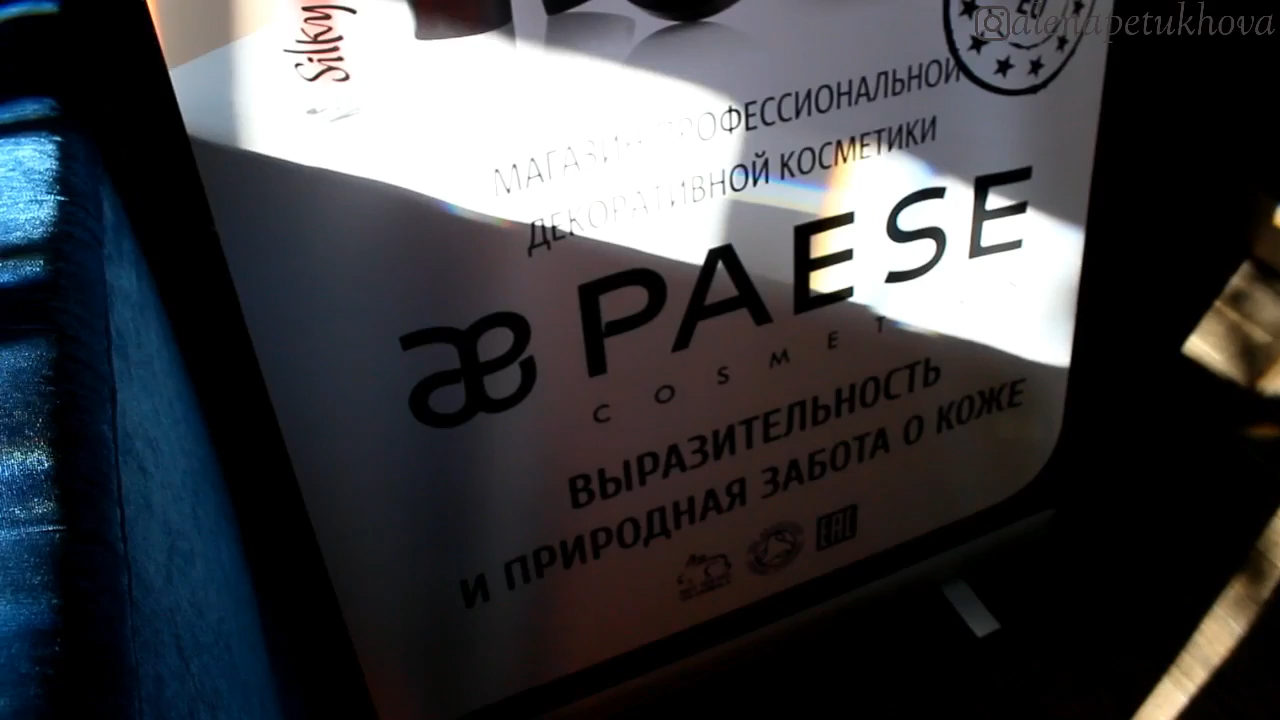 alenapetukhova
Silky
МАГАЗИН ПРОФЕССИОНАЛЬНОЙ
ДЕКОРАТИВНОЙ КОСМЕТИКИ
æ PAESE
COSMET
ВЫРАЗИТЕЛЬНОСТЬ
И ПРИРОДНАЯ ЗАБОТА О КОЖЕ
EAC